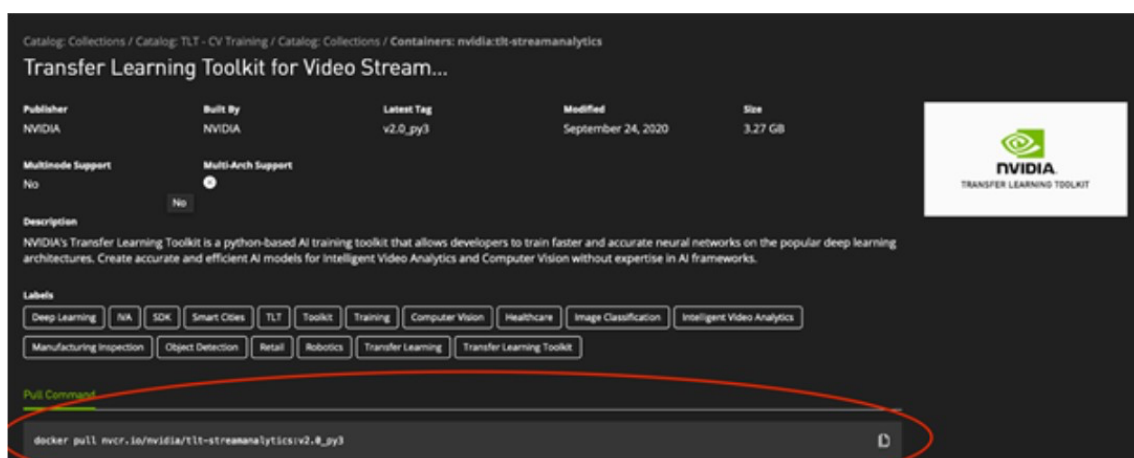 Catalog: Collections / Catalog: TLT - CV Training / Catalog: Collections / Containers: nvidia:tlt-streamanalytics
Transfer Learning Toolkit for Video Stream...
Publisher Built By Latest Tag Modified Size
NVIDIA NVIDIA v2.0_py3 September 24, 2020 3.27 GB
NVIDIA.
TRANSFER LEARNING TOOLKIT
Multinode Support Multi-Arch Support
No
No
Description
NVIDIA's Transfer Learning Toolkit is a python-based AI training toolkit that allows developers to train faster and accurate neural networks on the popular deep learning
architectures. Create accurate and efficient AI models for Intelligent Video Analytics and Computer Vision without expertise in AI frameworks.
Labels
Deep Learning IVA SDK Smart Cities TLT Toolkit Training Computer Vision Healthcare Image Classification Intelligent Video Analytics
Manufacturing Inspection Object Detection Retail Robotics Transfer Learning Transfer Learning Toolkit
Pull Command
docker pull nvcr.io/nvidia/tlt-streamanalytics:v2.0_py3